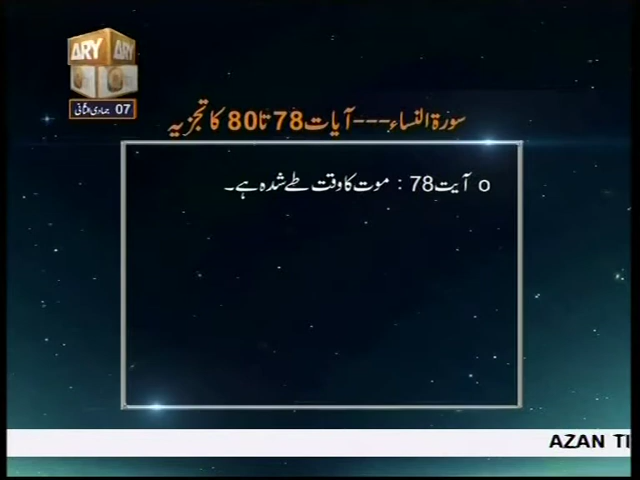 ARY ARY
07 جمادی الثانی
سورۃ النساء---آیات 78 تا 80 کا تجزیہ
o آیت 78 : موت کا وقت طے شدہ ہے۔
AZAN TI